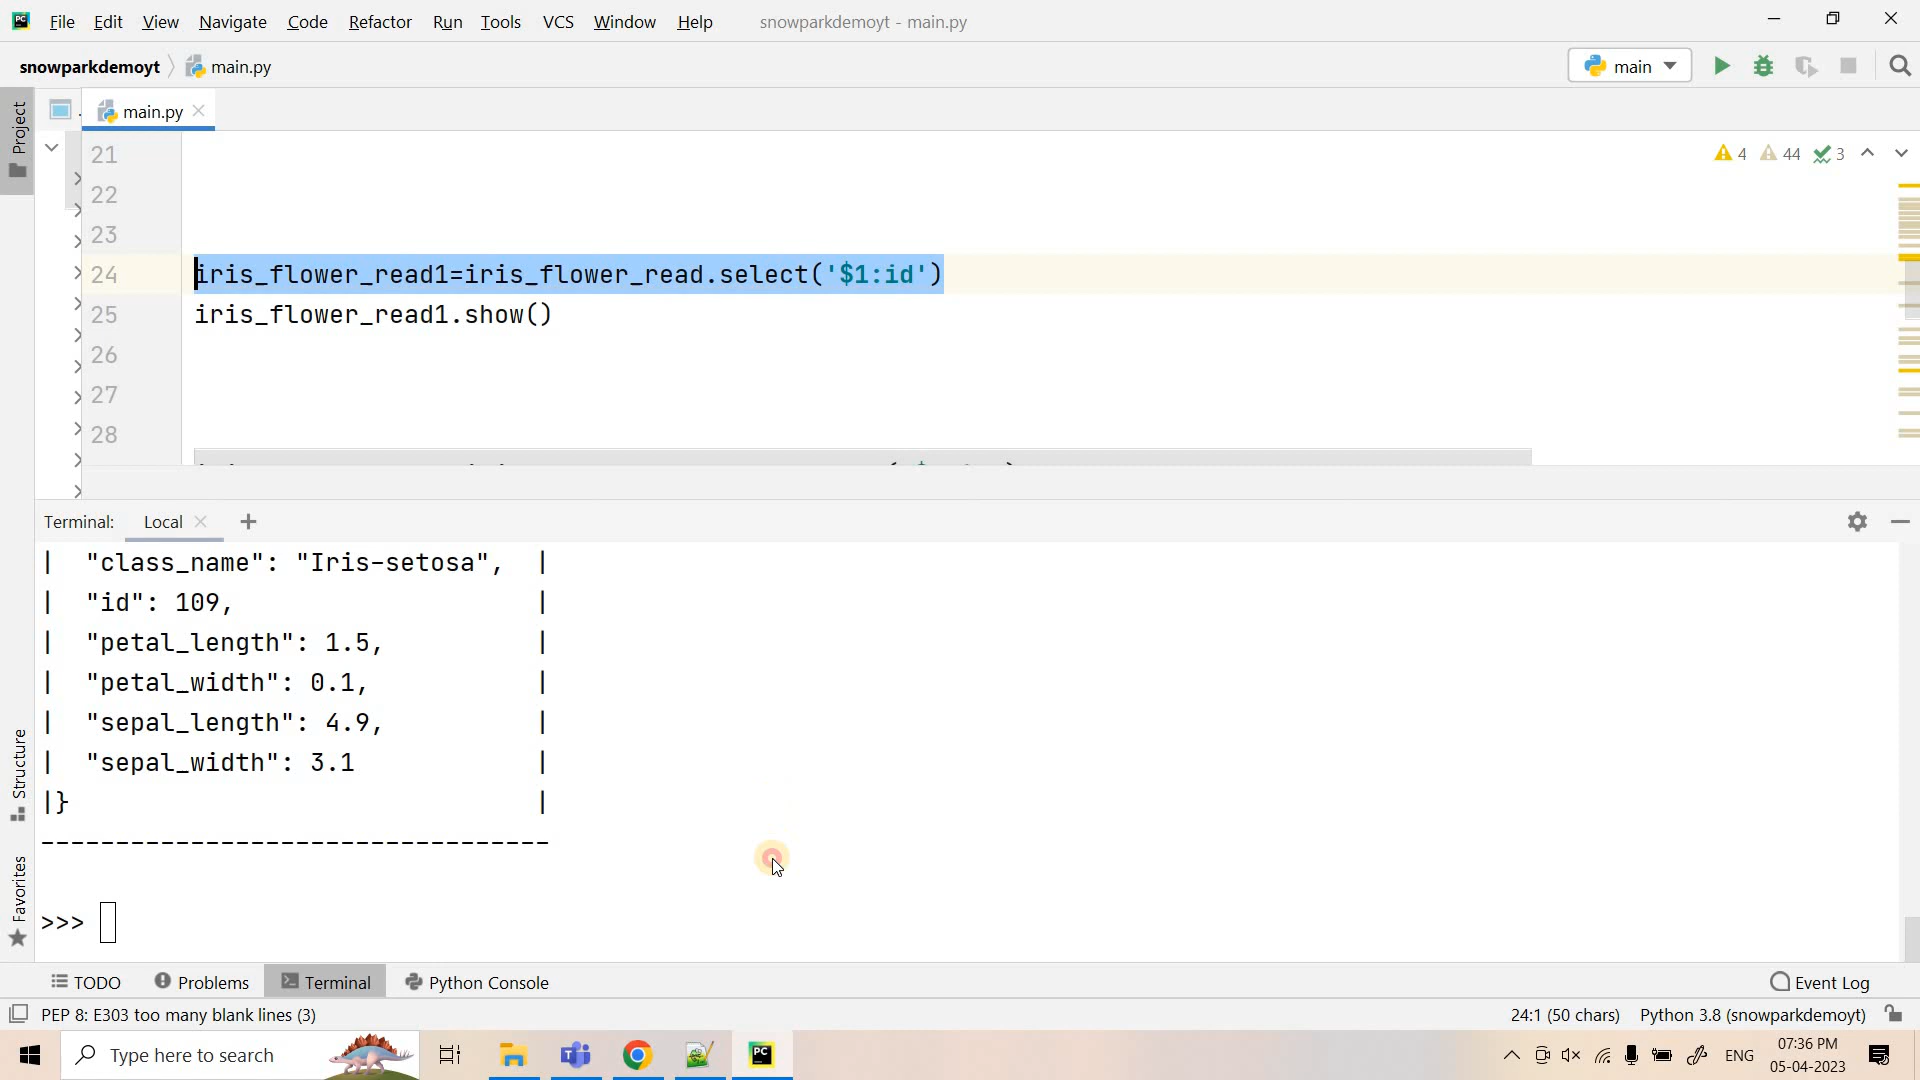 File Edit View Navigate Code Refactor Run Tools VCS Window Help snowparkdemoyt - main.py
snowparkdemoyt main.py main
Project
main.py
21
22
23
24 iris_flower_read1=iris_flower_read.select('$1:id')
25 iris_flower_read1.show()
26
27
28
4 44 3
Terminal: Local
| "class_name": "Iris-setosa", |
| "id": 109, |
| "petal_length": 1.5, |
| "petal_width": 0.1, |
| "sepal_length": 4.9, |
| "sepal_width": 3.1 |
|} |
----------------------------------
>>>
Structure
Favorites
TODO Problems Terminal Python Console Event Log
PEP 8: E303 too many blank lines (3) 24:1 (50 chars) Python 3.8 (snowparkdemoyt)
Type here to search ENG 07:36 PM
05-04-2023